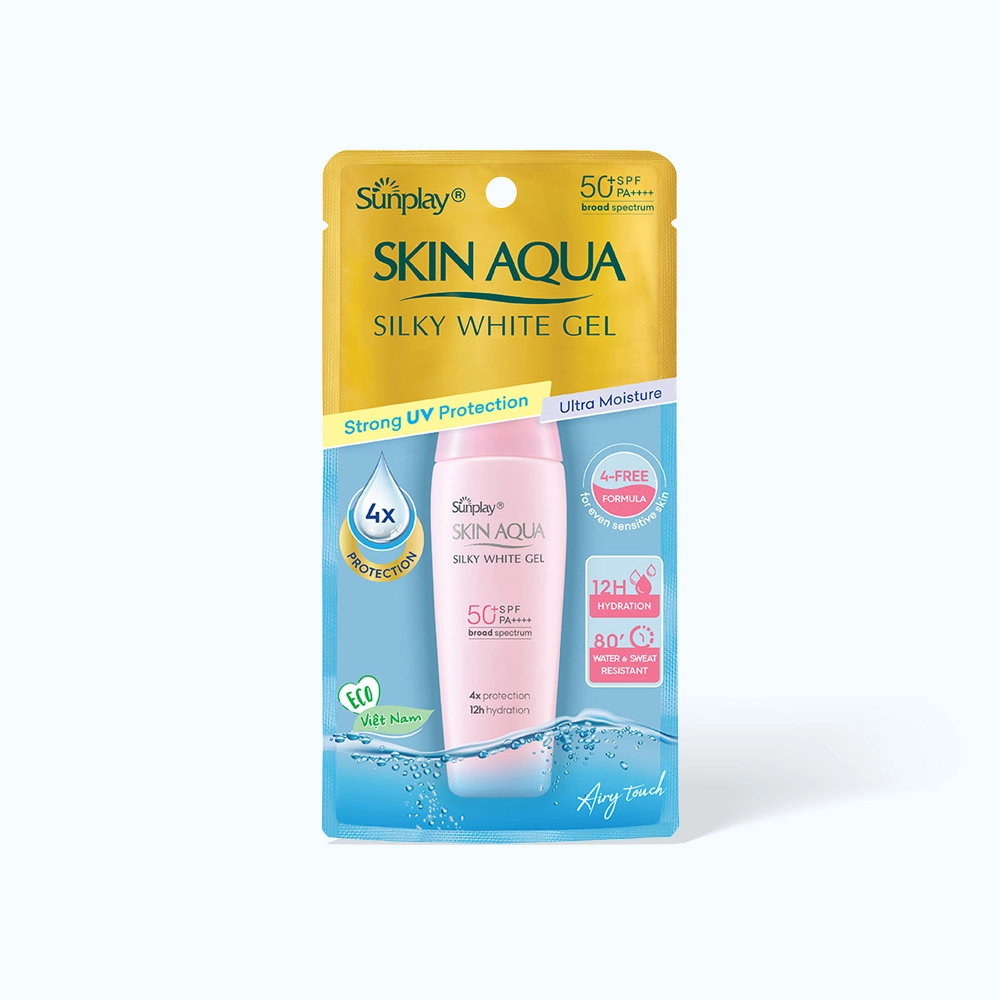 Sunplay®
50+ SPF
PA++++
broad spectrum
SKIN AQUA
SILKY WHITE GEL
Strong UV Protection
Ultra Moisture
4x
PROTECTION
4-FREE
FORMULA
for even sensitive skin
Sunplay®
SKIN AQUA
SILKY WHITE GEL
50+ SPF
PA++++
broad spectrum
4x protection
12h hydration
12H
HYDRATION
80'
WATER & SWEAT
RESISTANT
ECO
Việt Nam
Airy touch